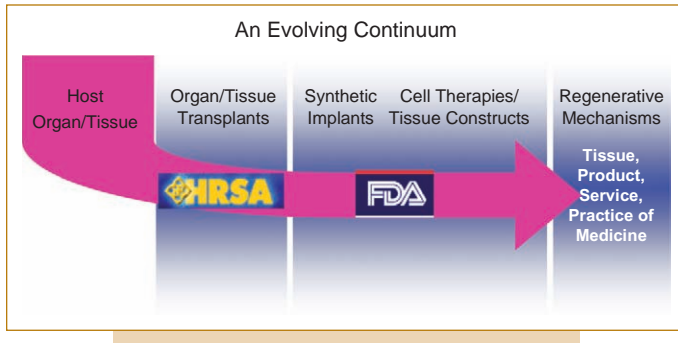 An Evolving Continuum
Host
Organ/Tissue
Organ/Tissue
Transplants
Synthetic
Implants
Cell Therapies/
Tissue Constructs
Regenerative
Mechanisms
HRSA
FDA
Tissue,
Product,
Service,
Practice of
Medicine